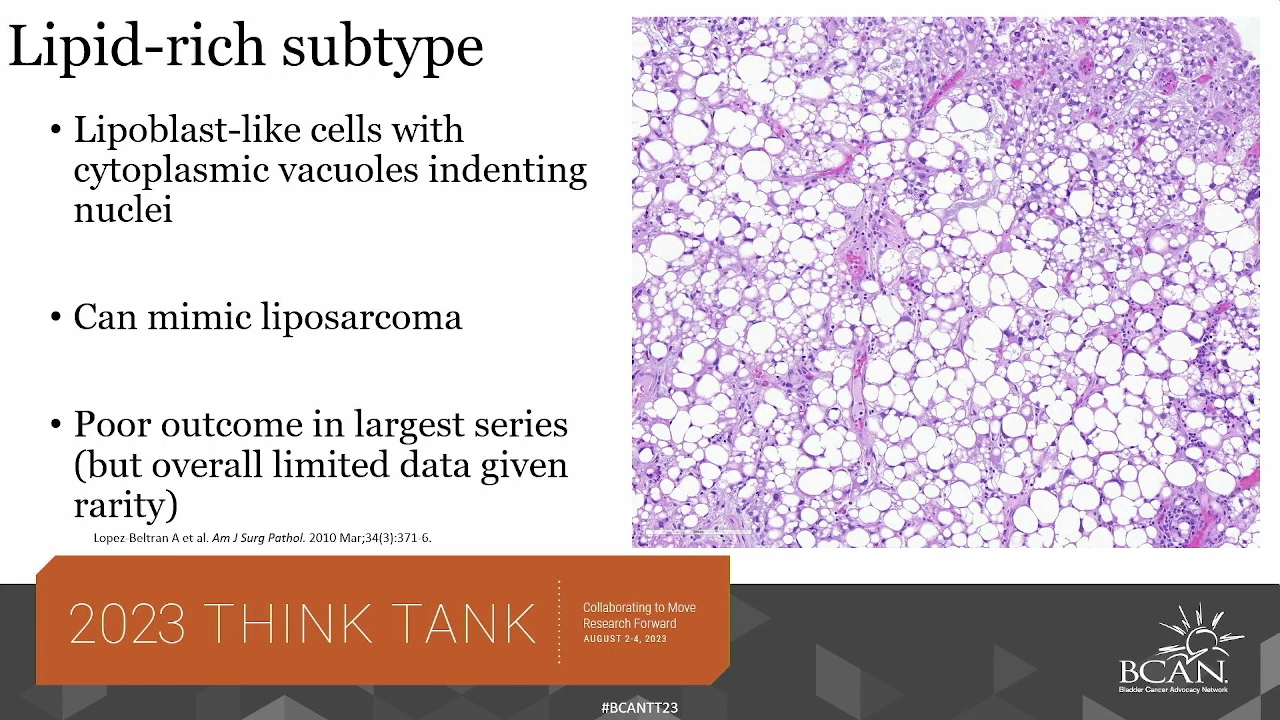 Lipid-rich subtype
• Lipoblast-like cells with
cytoplasmic vacuoles indenting
nuclei
• Can mimic liposarcoma
• Poor outcome in largest series
(but overall limited data given
rarity)
Lopez-Beltran A et al. Am J Surg Pathol. 2010 Mar;34(3):371-6.
2023 THINK TANK
Collaborating to Move
Research Forward
AUGUST 2-4, 2023
BCAN.
Bladder Cancer Advocacy Network
#BCANTT23